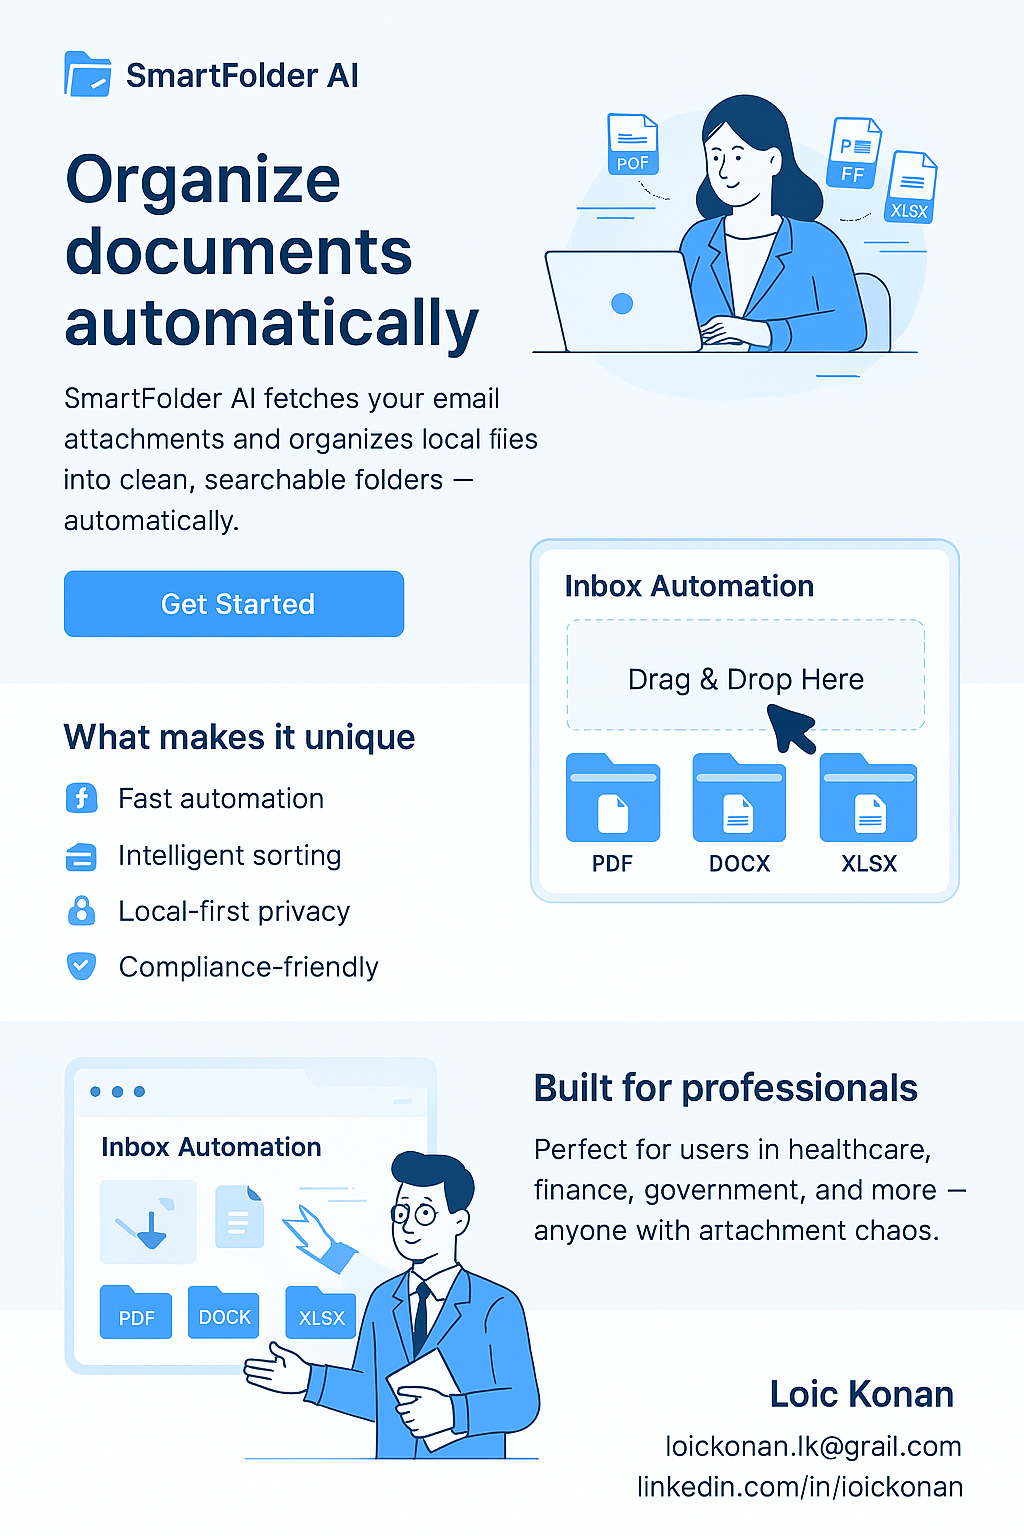 SmartFolder AI
Organize
documents
automatically
POF
P
FF
XLSX
SmartFolder AI fetches your email
attachments and organizes local fiies
into clean, searchable folders —
automatically.
Get Started
Inbox Automation
Drag & Drop Here
PDF
DOCX
XLSX
What makes it unique
Fast automation
Intelligent sorting
Local-first privacy
Compliance-friendly
Inbox Automation
PDF
DOCK
XLSX
Built for professionals
Perfect for users in healthcare,
finance, government, and more —
anyone with artachment chaos.
Loic Konan
loickonan.lk@grail.com
linkedin.com/in/ioickonan